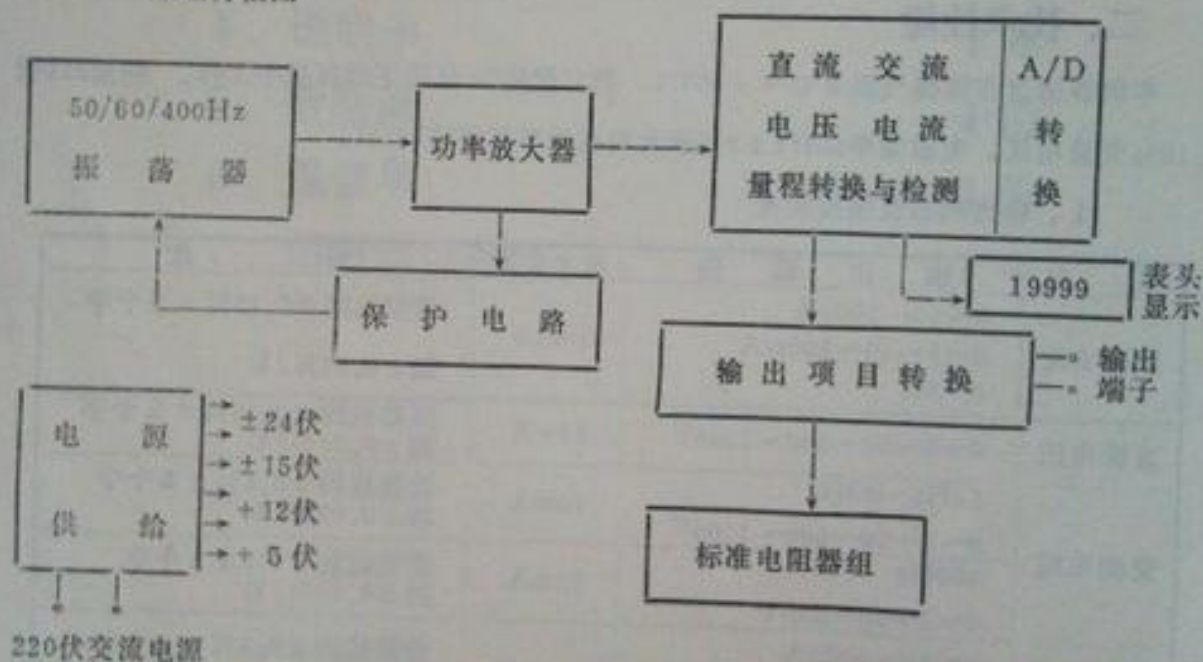 50/60/400Hz
振荡器
功率放大器
直流 交流
电压 电流
量程转换与检测
A/D
转
换
保护电路
19999
表头
显示
输出项目转换
输出
端子
标准电阻器组
电源
供给
±24伏
±15伏
+12伏
+5伏
220伏交流电源